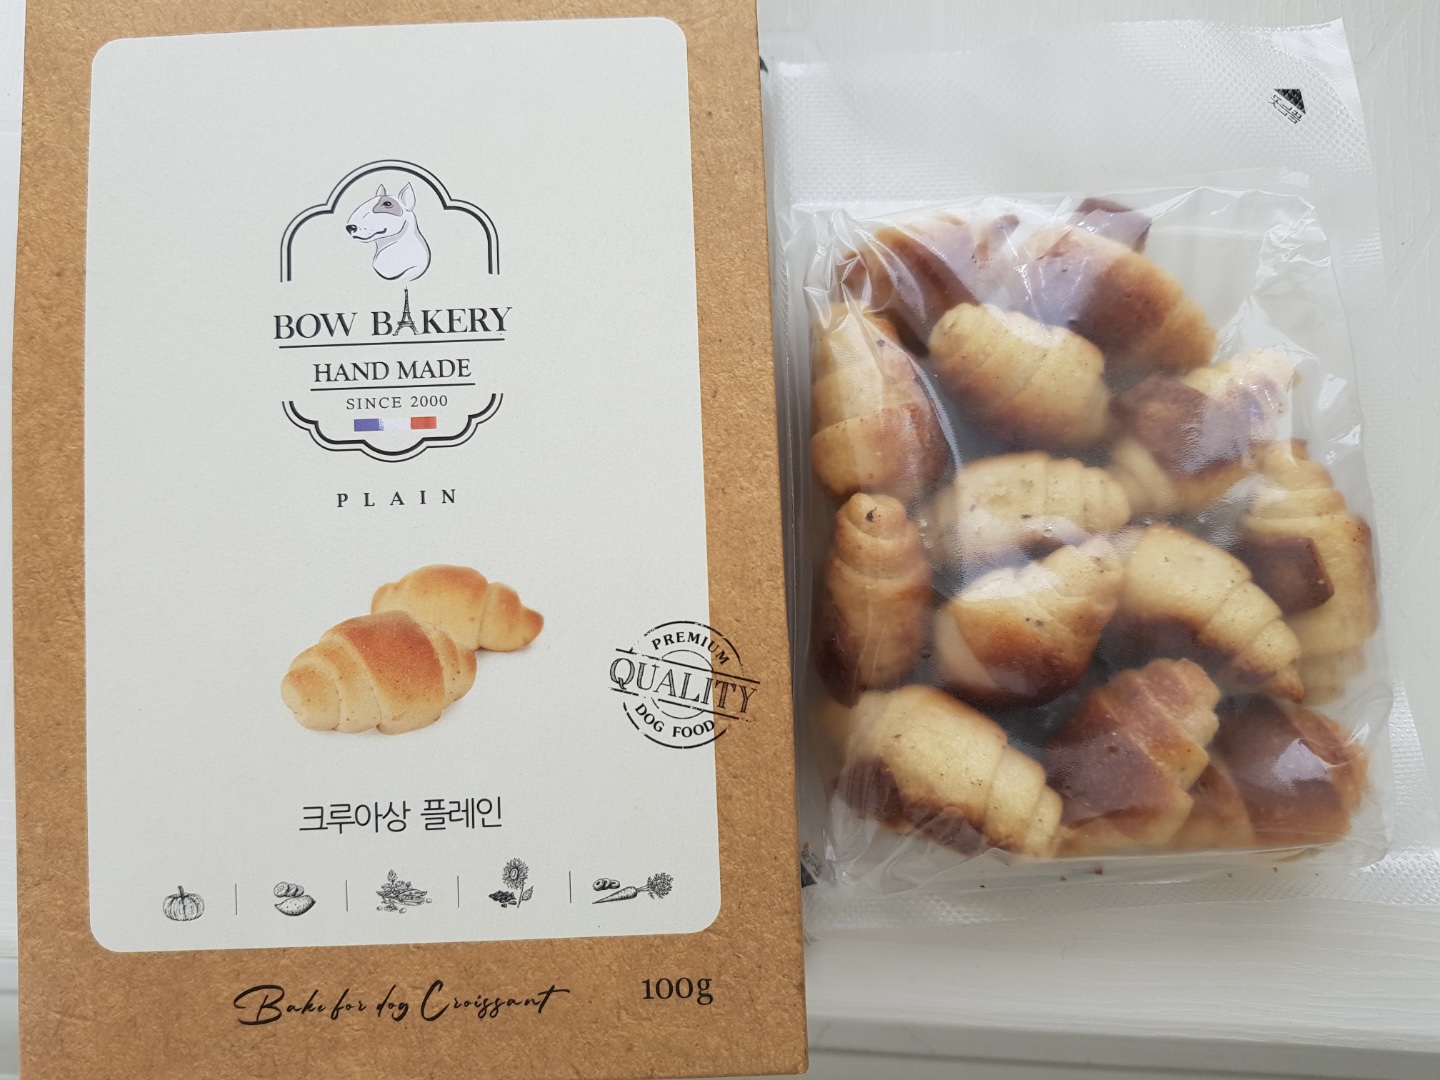 BOW BAKERY
HAND MADE
SINCE 2000
PLAIN
PREMIUM
QUALITY
DOG FOOD
크루아상 플레인
Bake for dog Croissant
100g